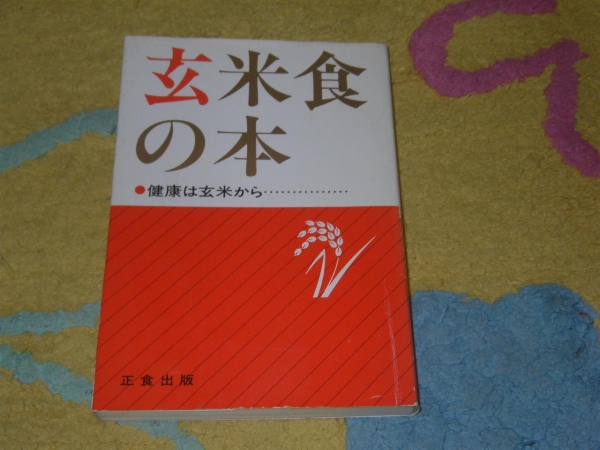 玄米食
の本
●健康は玄米から……………
正食出版